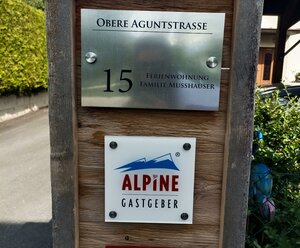 OBERE AGUNTSTRASSE
15 FERIENWOHNUNG
FAMILIE MUSSHAUSER
®
ALPINE
GASTGEBER